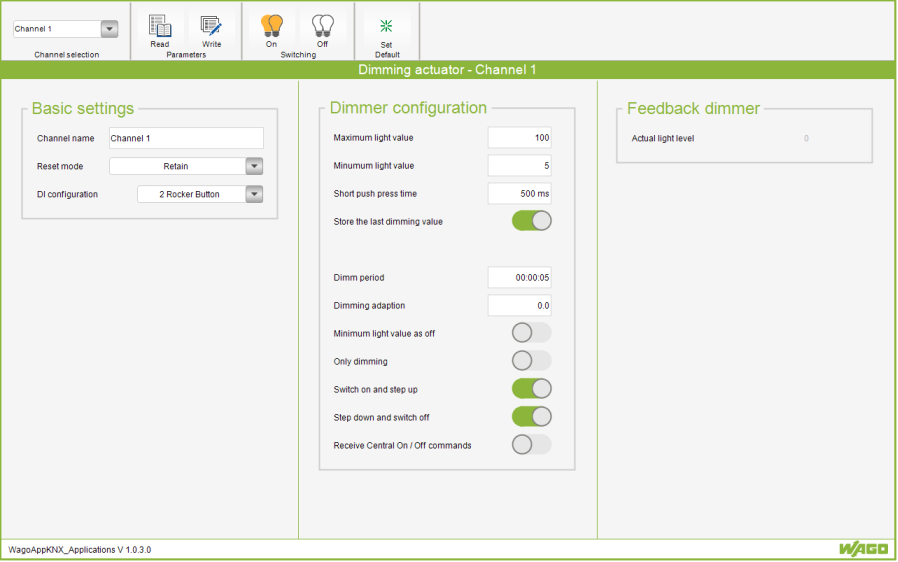 Channel 1
Channel selection
Read
Write
Parameters
On
Off
Switching
Set
Default
Dimming actuator - Channel 1
Basic settings
Channel name
Channel 1
Reset mode
Retain
DI configuration
2 Rocker Button
Dimmer configuration
Maximum light value
100
Minumum light value
5
Short push press time
500 ms
Store the last dimming value
Dimm period
00:00:05
Dimming adaption
0.0
Minimum light value as off
Only dimming
Switch on and step up
Step down and switch off
Receive Central On / Off commands
Feedback dimmer
Actual light level
0
WagoAppKNX_Applications V 1.0.3.0
WAGO